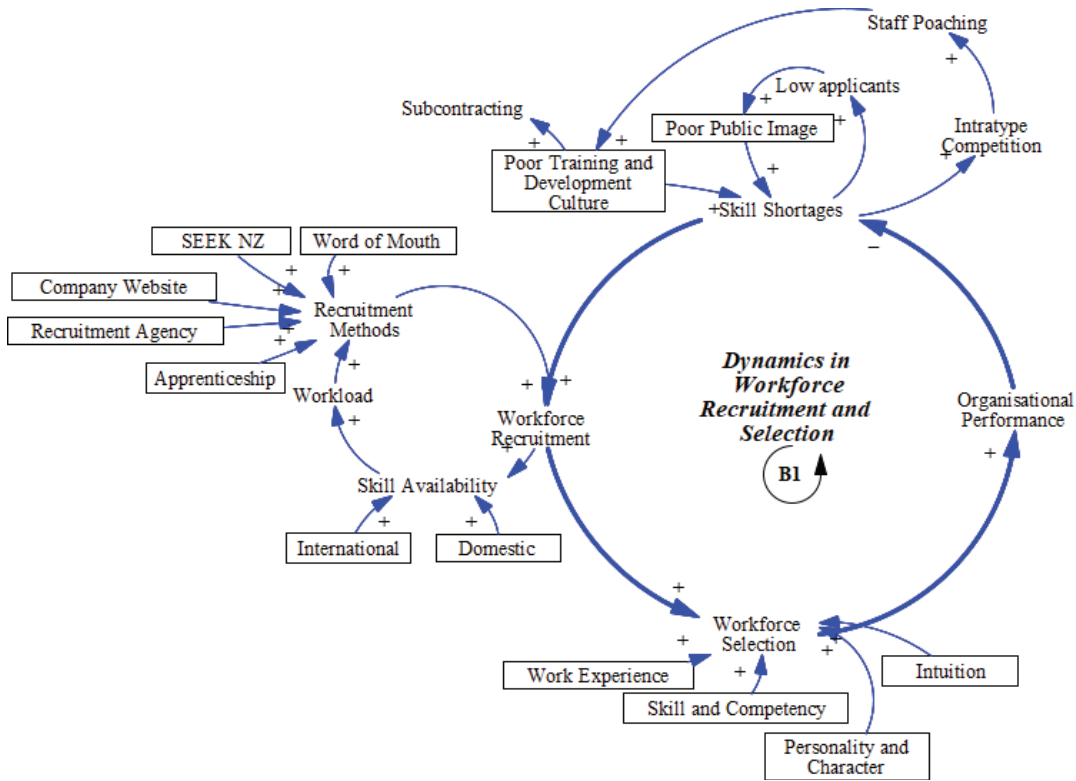 Staff Poaching
+
Low applicants
+
+
Subcontracting
Poor Public Image
Intratype
Competition
+
+
+
+
Poor Training and
Development
Culture
+
+
Skill Shortages
−
SEEK NZ
Word of Mouth
+
+
Company Website
+
Recruitment
Methods
Recruitment Agency
+
+
+
Apprenticeship
Workload
+
+
+
Workforce
Recruitment
+
Dynamics in
Workforce
Recruitment and
Selection
B1
Organisational
Performance
+
Skill Availability
+
+
International
Domestic
+
Workforce
Selection
+
+
+
+
Work Experience
Intuition
Skill and Competency
Personality and
Character